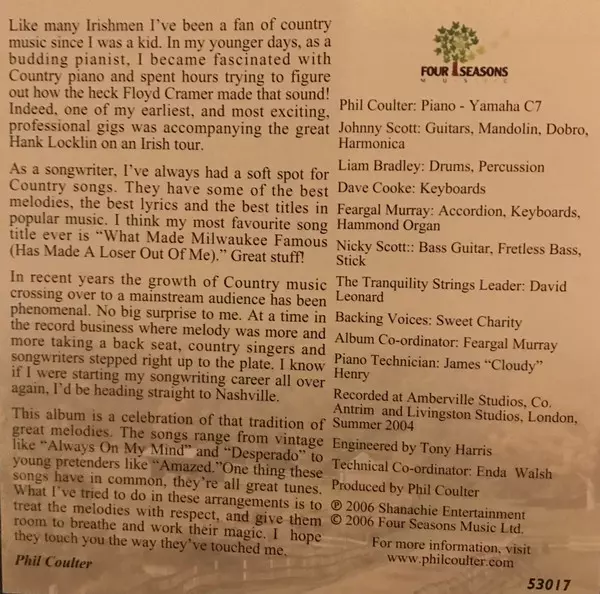 Like many Irishmen I've been a fan of country
music since I was a kid. In my younger days, as a
budding pianist, I became fascinated with
Country piano and spent hours trying to figure
out how the heck Floyd Cramer made that sound!
Indeed, one of my earliest, and most exciting,
professional gigs was accompanying the great
Hank Locklin on an Irish tour.
As a songwriter, I've always had a soft spot for
Country songs. They have some of the best
melodies, the best lyrics and the best titles in
popular music. I think my most favourite song
title ever is "What Made Milwaukee Famous
(Has Made A Loser Out Of Me)." Great stuff!
In recent years the growth of Country music
crossing over to a mainstream audience has been
phenomenal. No big surprise to me. At a time in
the record business where melody was more and
more taking a back seat, country singers and
songwriters stepped right up to the plate. I know
if I were starting my songwriting career all over
again, I'd be heading straight to Nashville.
This album is a celebration of that tradition of
great melodies. The songs range from vintage
like "Always On My Mind" and "Desperado" to
young pretenders like "Amazed."One thing these
songs have in common, they're all great tunes.
What I've tried to do in these arrangements is to
treat the melodies with respect, and give them
room to breathe and work their magic. I hope
they touch you the way they've touched me.
Phil Coulter
FOUR SEASONS
MUSIC
Phil Coulter: Piano - Yamaha C7
Johnny Scott: Guitars, Mandolin, Dobro,
Harmonica
Liam Bradley: Drums, Percussion
Dave Cooke: Keyboards
Feargal Murray: Accordion, Keyboards,
Hammond Organ
Nicky Scott:: Bass Guitar, Fretless Bass,
Stick
The Tranquility Strings Leader: David
Leonard
Backing Voices: Sweet Charity
Album Co-ordinator: Feargal Murray
Piano Technician: James "Cloudy"
Henry
Recorded at Amberville Studios, Co.
Antrim and Livingston Studios, London,
Summer 2004
Engineered by Tony Harris
Technical Co-ordinator: Enda Walsh
Produced by Phil Coulter
℗ 2006 Shanachie Entertainment
© 2006 Four Seasons Music Ltd.
For more information, visit
www.philcoulter.com
53017